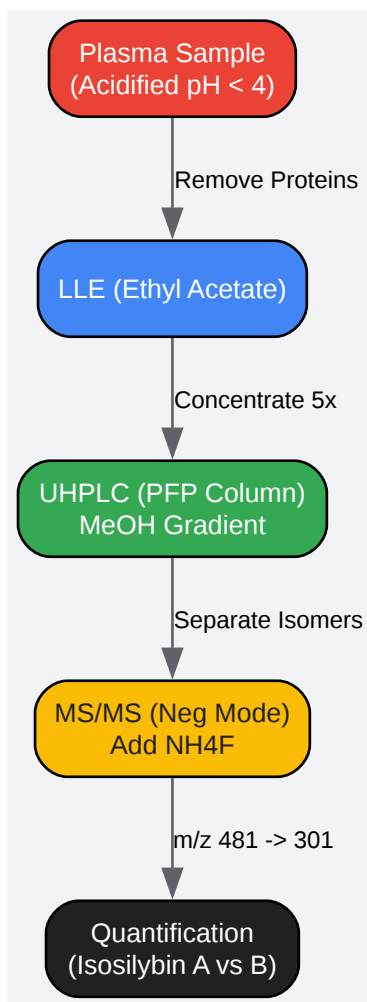 Plasma Sample
(Acidified pH < 4)
Remove Proteins
LLE (Ethyl Acetate)
Concentrate 5x
UHPLC (PFP Column)
MeOH Gradient
Separate Isomers
MS/MS (Neg Mode)
Add NH4F
m/z 481 -> 301
Quantification
(Isosilybin A vs B)